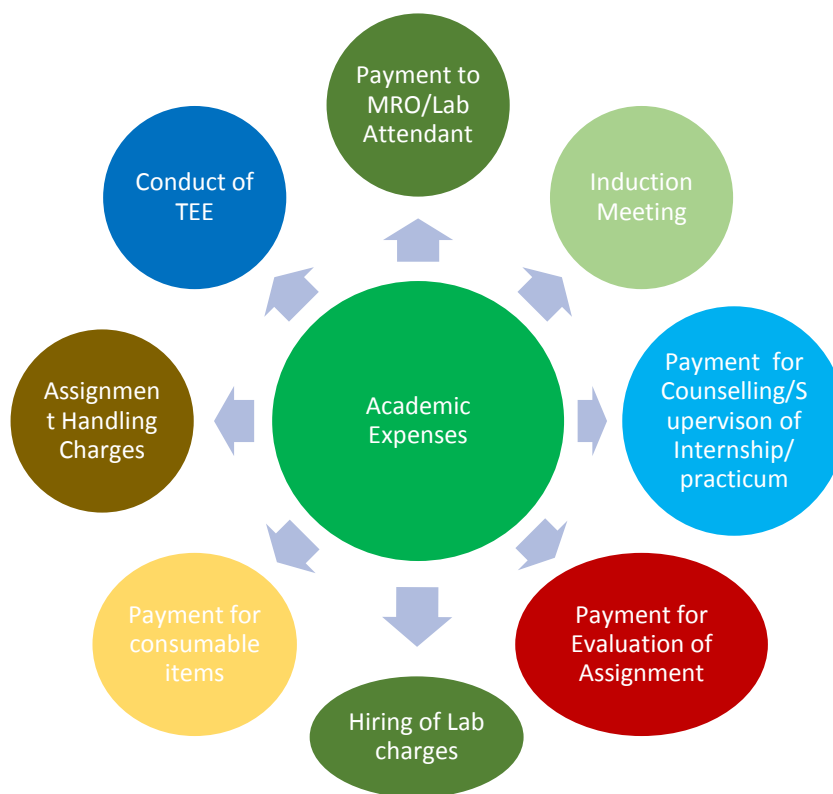 Payment to
MRO/Lab
Attendant
Induction
Meeting
Payment for
Counselling/S
upervison of
Internship/
practicum
Payment for
Evaluation of
Assignment
Hiring of Lab
charges
Payment for
consumable
items
Assignmen
t Handling
Charges
Conduct of
TEE
Academic
Expenses